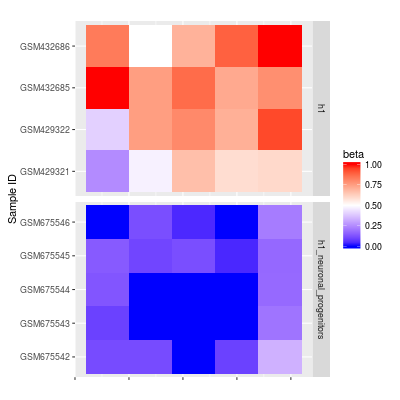 GSM432686
GSM432685
GSM429322
GSM429321
h1
GSM675546
GSM675545
GSM675544
GSM675543
GSM675542
h1_neuronal_progenitors
Sample ID
beta
1.00
0.75
0.50
0.25
0.00